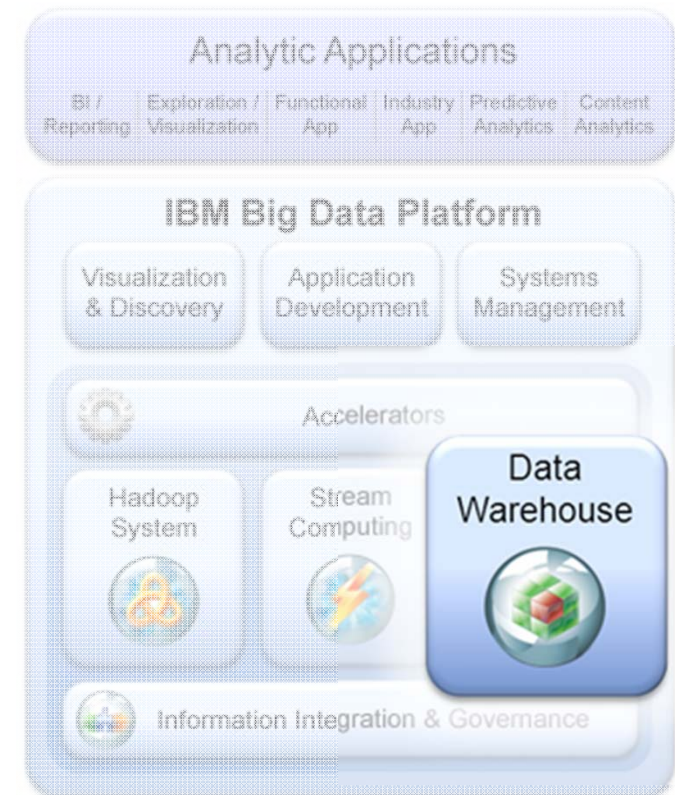 Analytic Applications
BI / Exploration / Functional Industry Predictive Content
Reporting Visualization App App Analytics Analytics
IBM Big Data Platform
Visualization Application Systems
& Discovery Development Management
Accelerators
Hadoop Stream Data
System Computing Warehouse
Information Integration & Governance